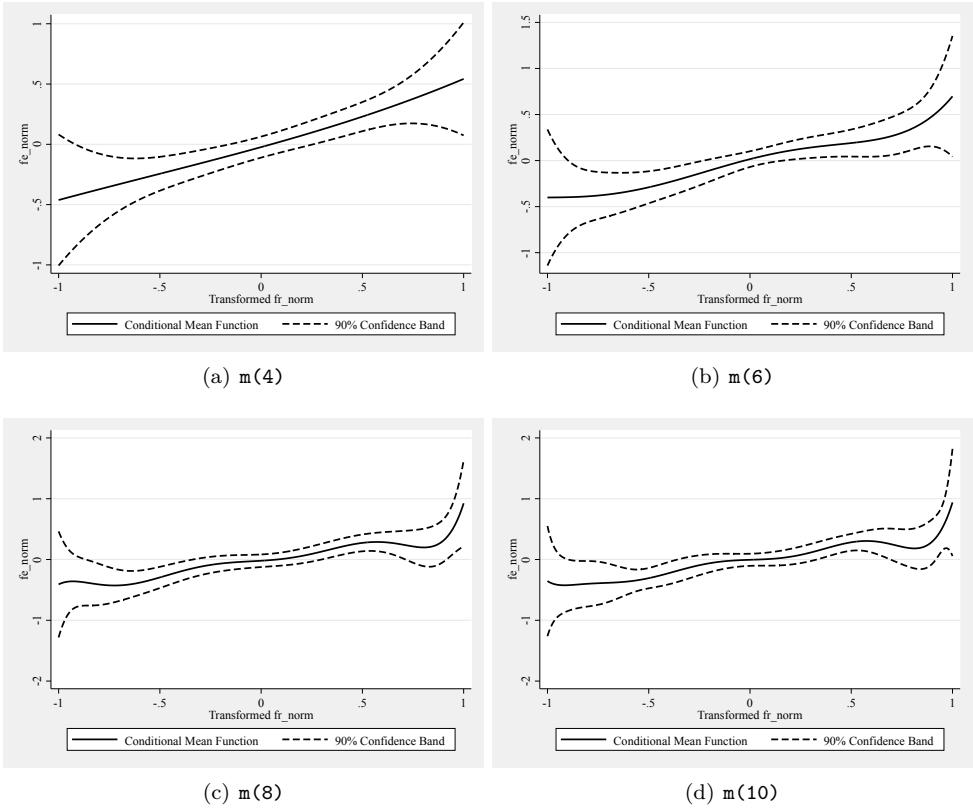 1
.5
0
-.5
-1
fe_norm
-1 -.5 0 .5 1
Transformed fr_norm
Conditional Mean Function 90% Confidence Band
(a) m(4)
1.5
1
.5
0
-.5
-1
fe_norm
-1 -.5 0 .5 1
Transformed fr_norm
Conditional Mean Function 90% Confidence Band
(b) m(6)
2
1
0
-1
-2
fe_norm
-1 -.5 0 .5 1
Transformed fr_norm
Conditional Mean Function 90% Confidence Band
(c) m(8)
2
1
0
-1
-2
fe_norm
-1 -.5 0 .5 1
Transformed fr_norm
Conditional Mean Function 90% Confidence Band
(d) m(10)